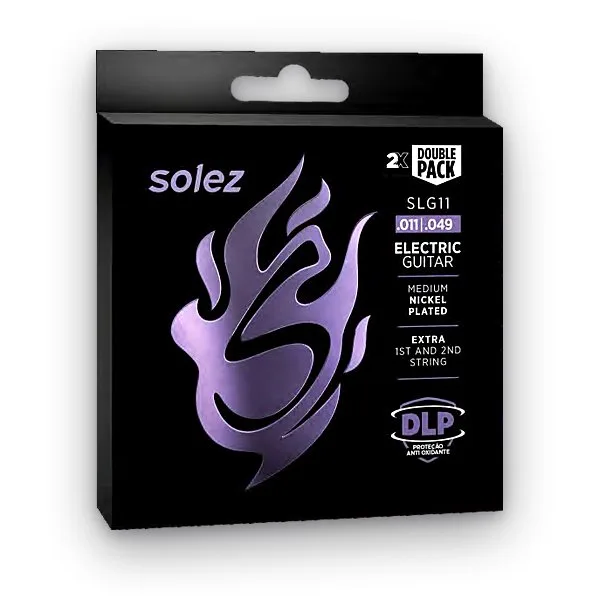 solez
2X DOUBLE PACK
SLG11
.011|.049
ELECTRIC
GUITAR
MEDIUM
NICKEL
PLATED
EXTRA
1ST AND 2ND
STRING
DLP
PROTEÇÃO
ANTI OXIDANTE